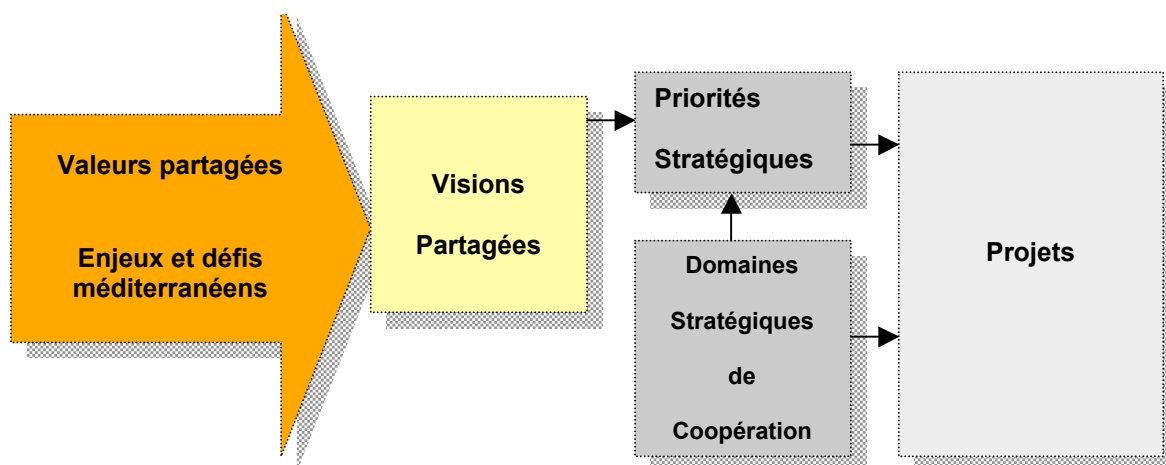 Valeurs partagées
Enjeux et défis
méditerranéens
Visions
Partagées
Priorités
Stratégiques
Domaines
Stratégiques
de
Coopération
Projets